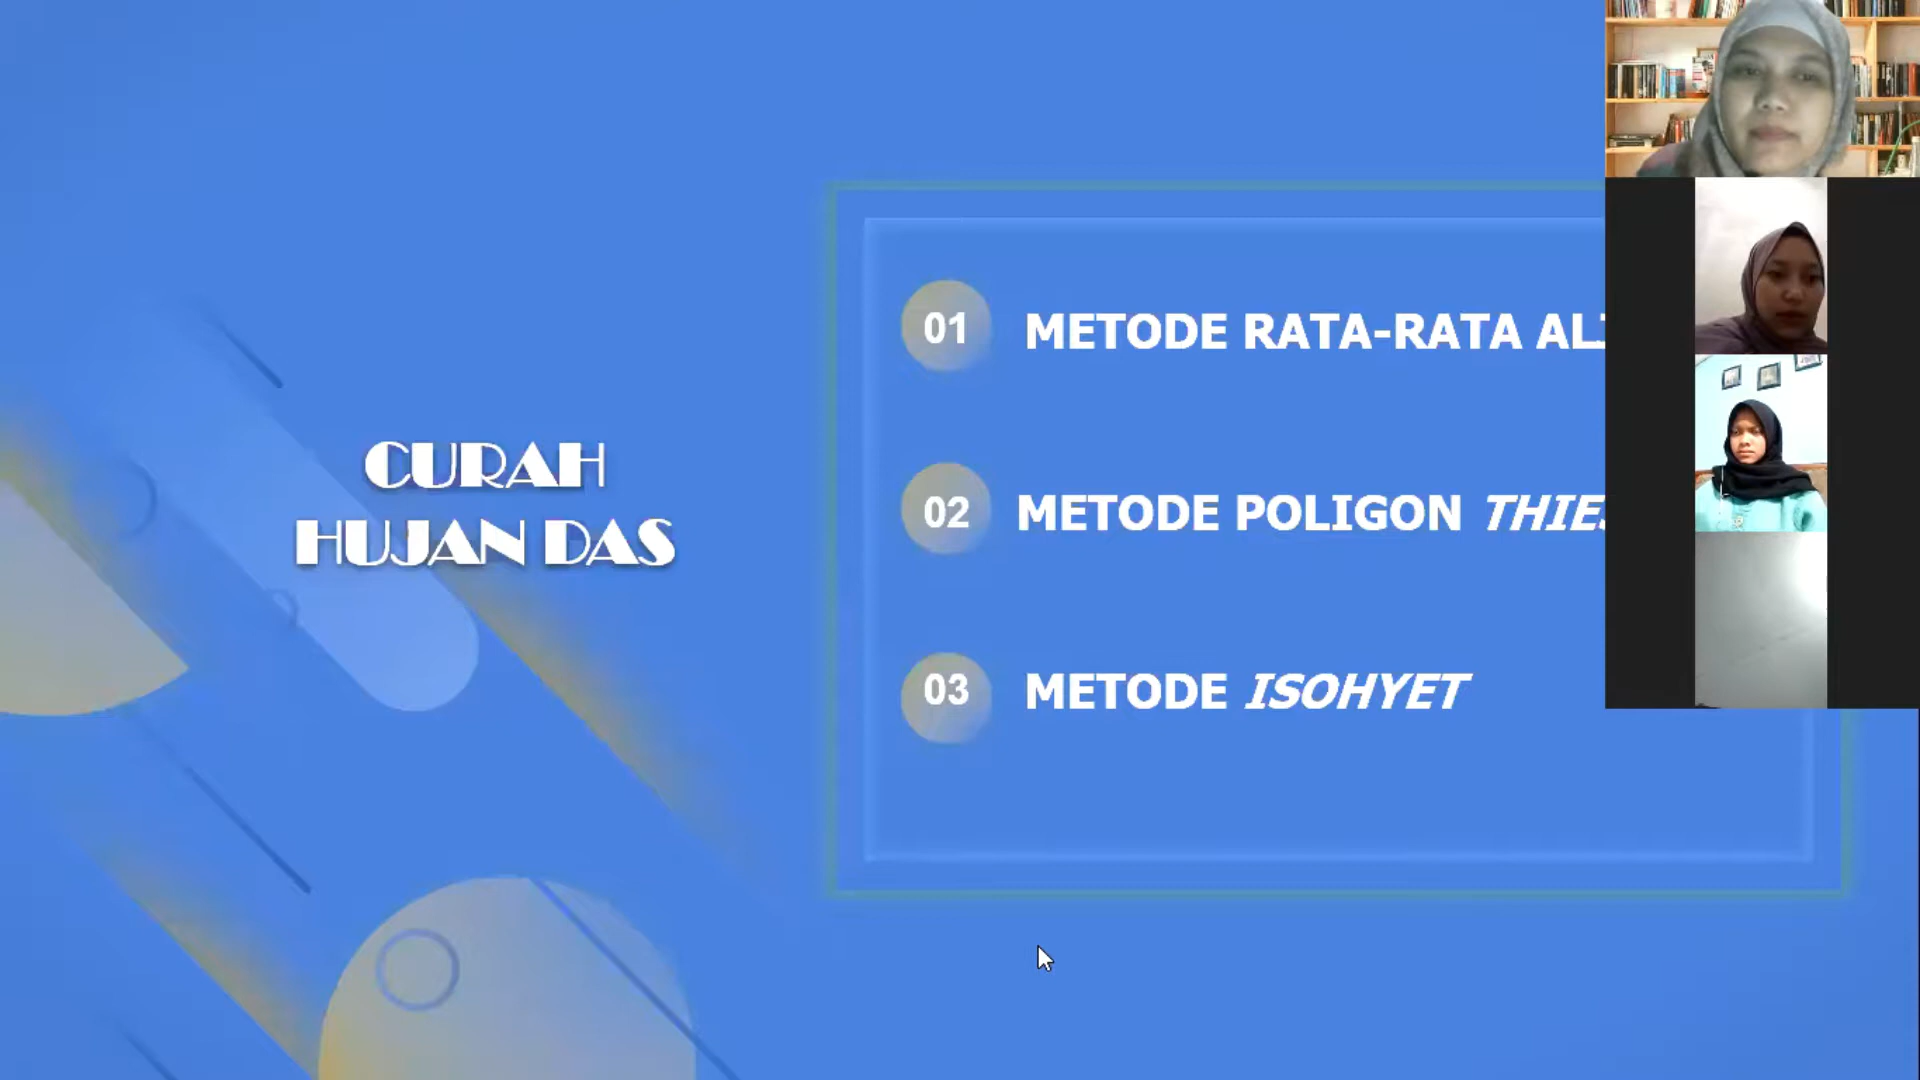 CURAH
HUJAN DAS
01 METODE RATA-RATA
02 METODE POLIGON
03 METODE ISOHYET